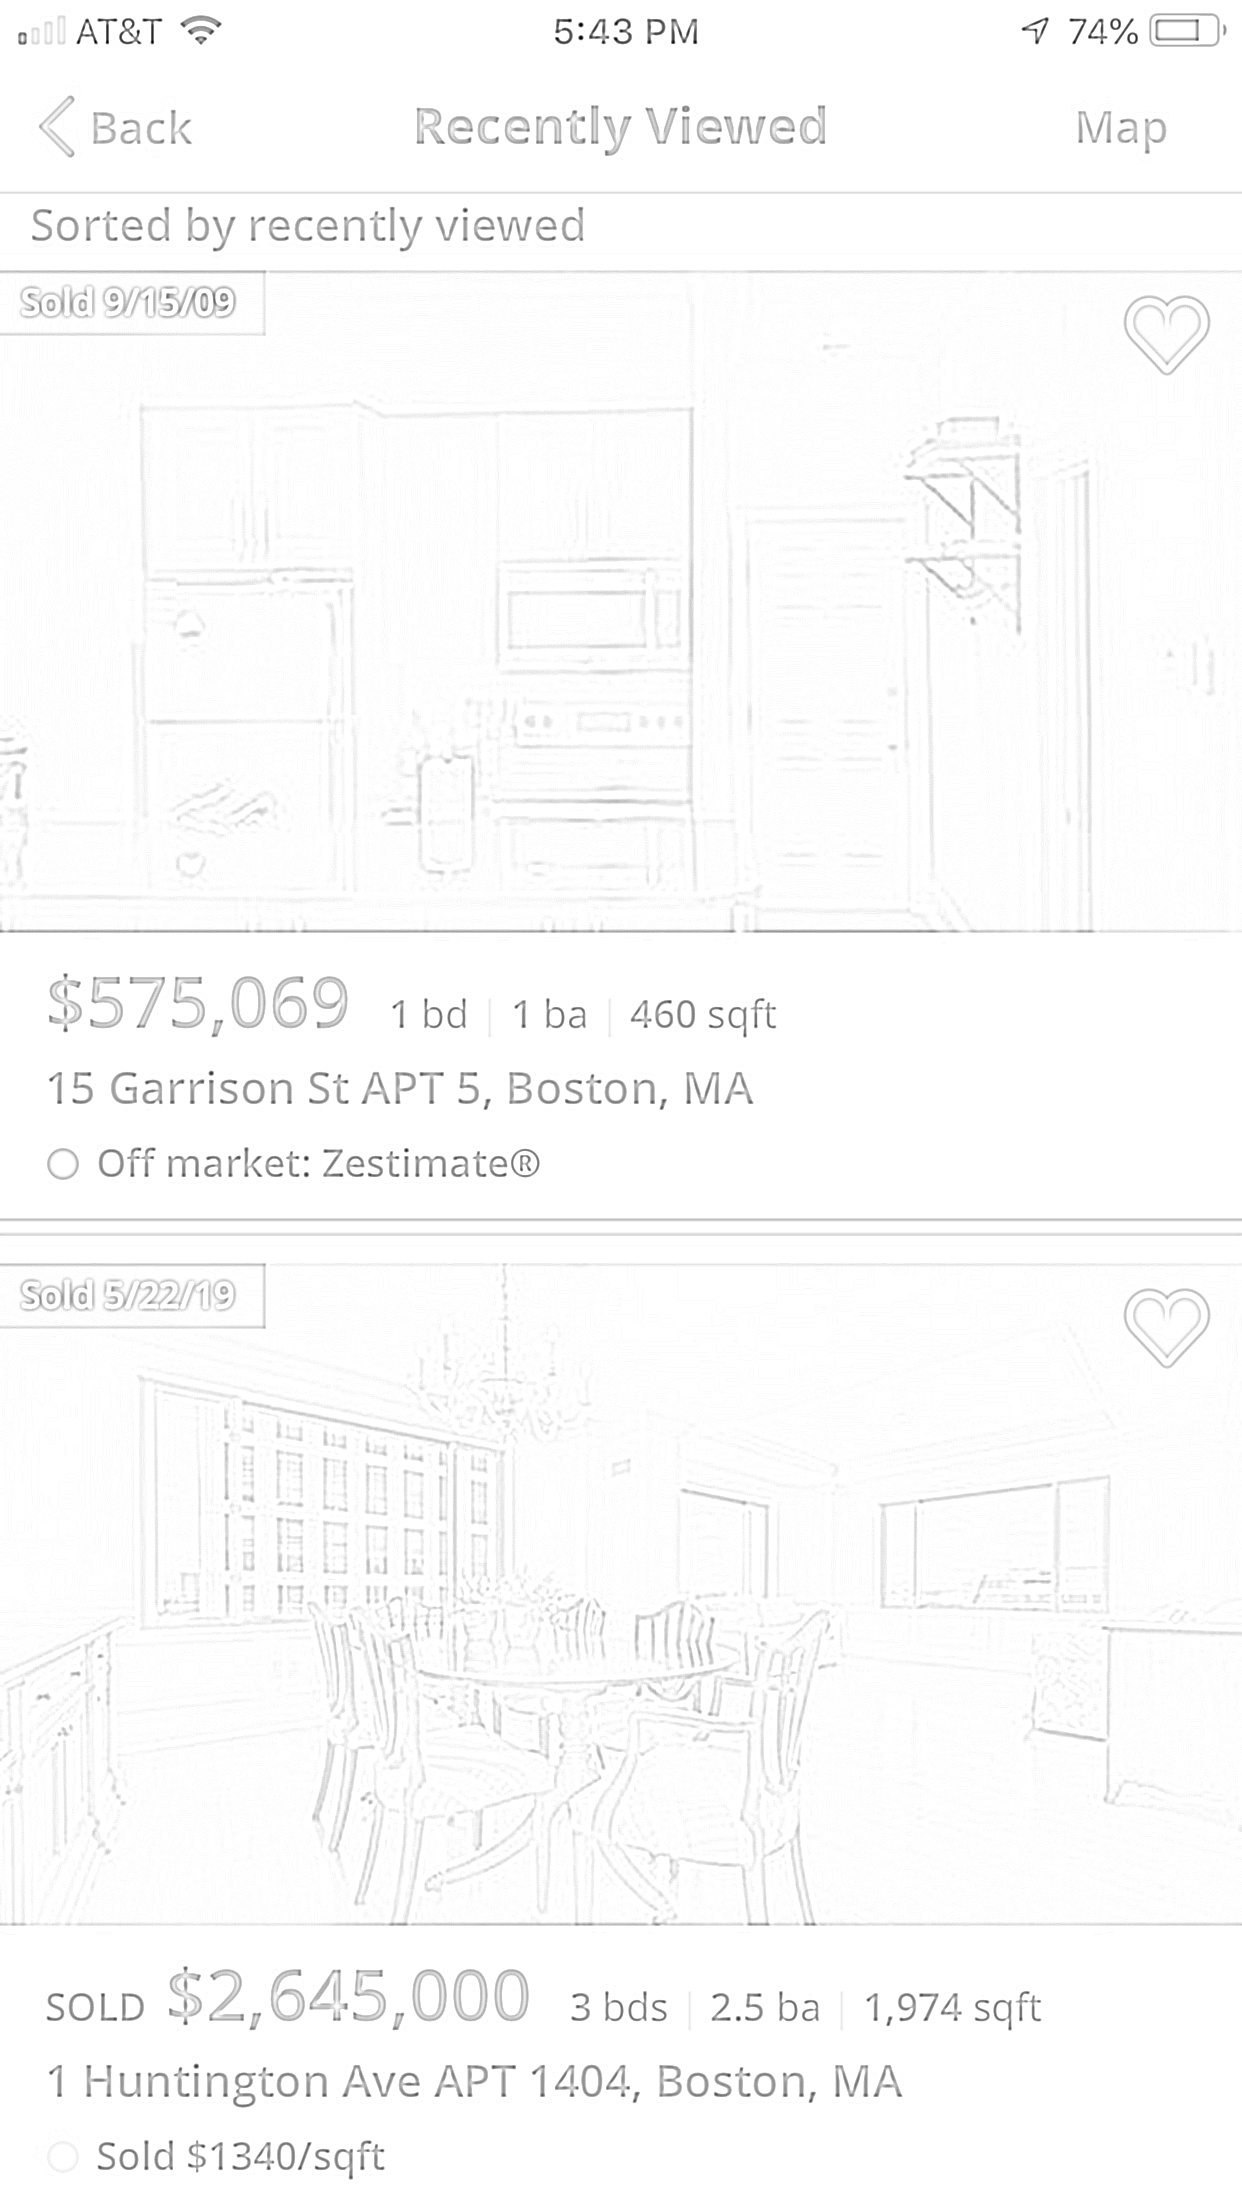 AT&T 5:43 PM 74%
Back Recently Viewed Map
Sorted by recently viewed
Sold 9/15/09
$575,069 1 bd 1 ba 460 sqft
15 Garrison St APT 5, Boston, MA
Off market: Zestimate®
Sold 5/22/19
SOLD $2,645,000 3 bds 2.5 ba 1,974 sqft
1 Huntington Ave APT 1404, Boston, MA
Sold $1340/sqft